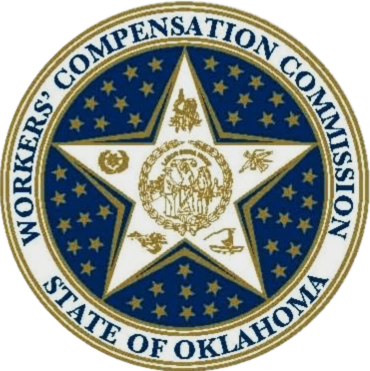 WORKERS' COMPENSATION COMMISSION
STATE OF OKLAHOMA